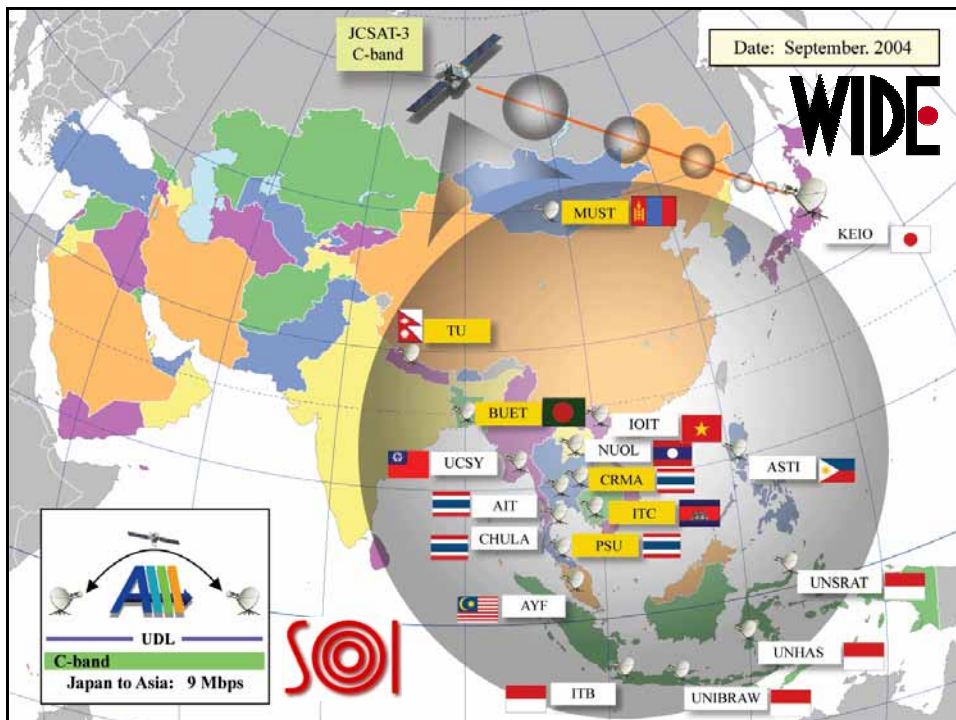 JCSAT-3
C-band
Date: September. 2004
WIDE
MUST
KEIO
TU
BUET
IOIT
NUOL
UCSY
ASTI
CRMA
AIT
ITC
CHULA
PSU
UNSRAT
AYF
UNHAS
ITB
UNIBRAW
AIII
UDL
C-band
Japan to Asia: 9 Mbps
SOI